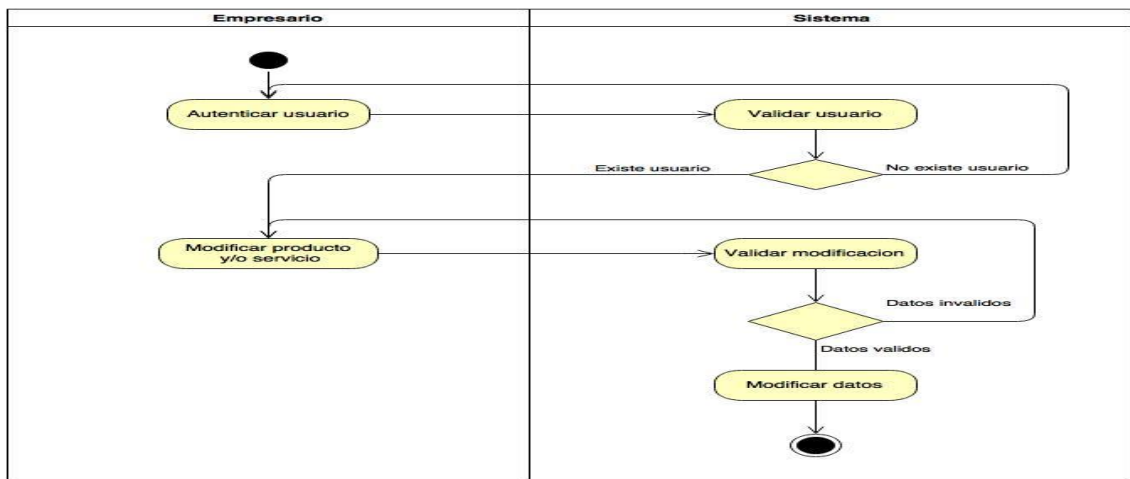 Empresario
Sistema
Autenticar usuario
Validar usuario
Existe usuario
No existe usuario
Modificar producto
y/o servicio
Validar modificacion
Datos invalidos
Datos validos
Modificar datos